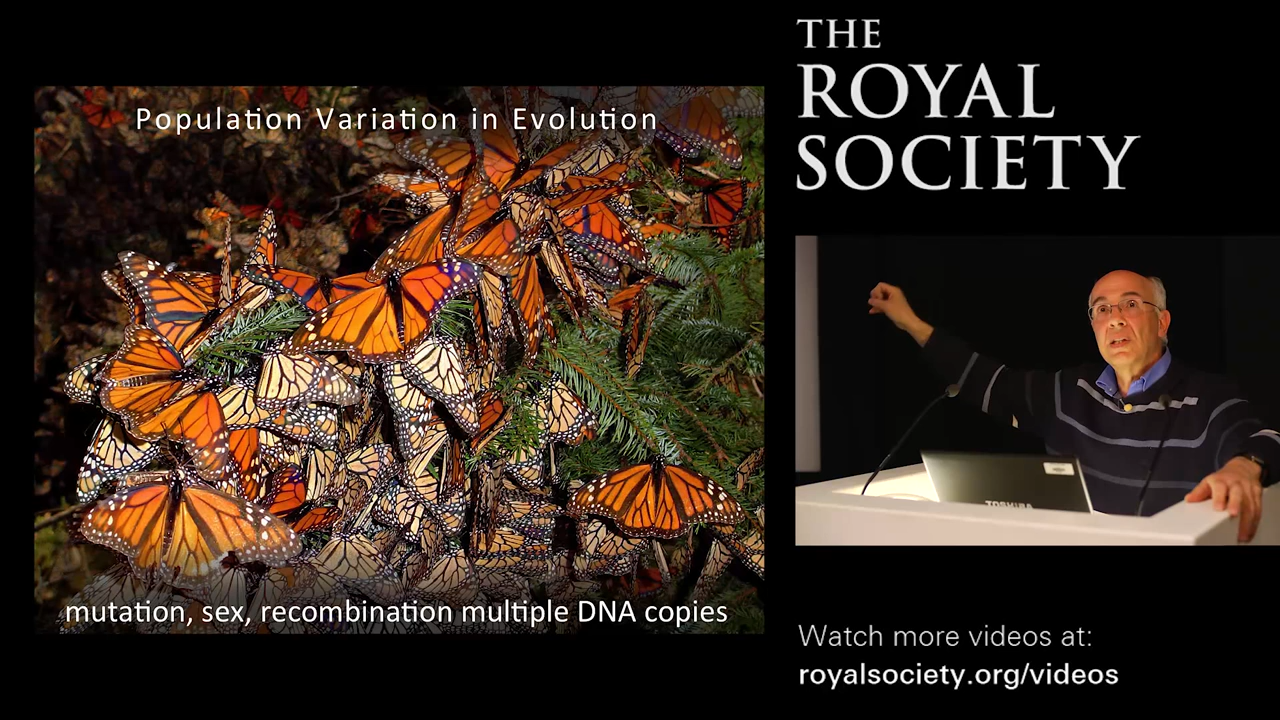 Population Variation in Evolution
mutation, sex, recombination multiple DNA copies
THE
ROYAL
SOCIETY
TOSHIBA
Watch more videos at:
royalsociety.org/videos